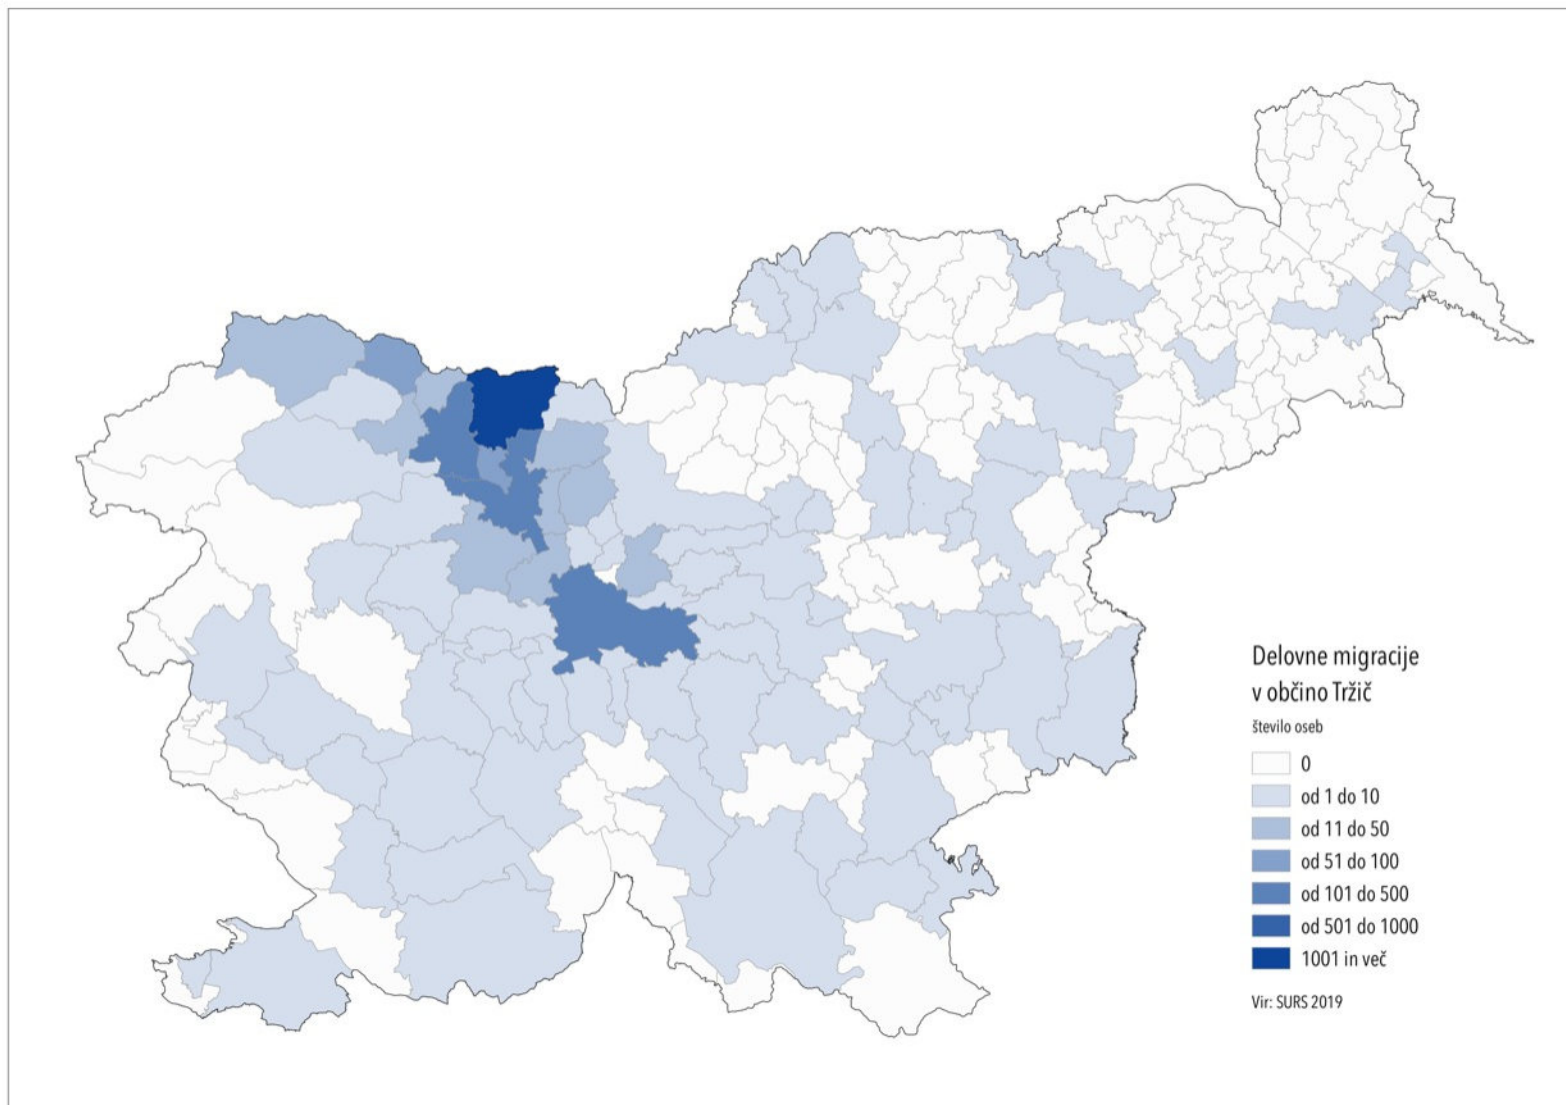 Delovne migracije
v občino Tržič
število oseb
0
od 1 do 10
od 11 do 50
od 51 do 100
od 101 do 500
od 501 do 1000
1001 in več
Vir: SURS 2019